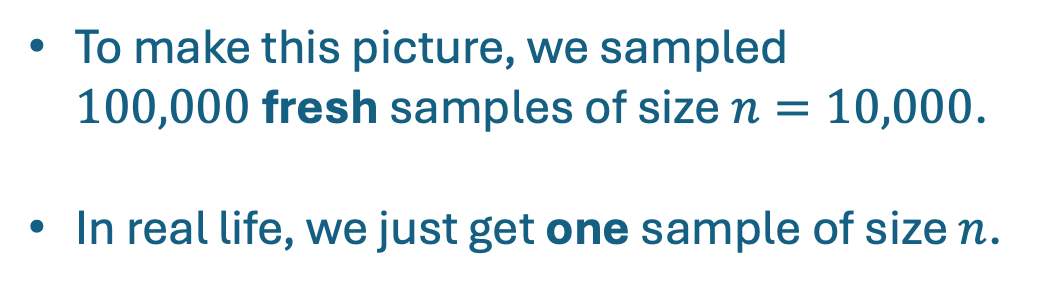 • To make this picture, we sampled
100,000 fresh samples of size n = 10,000.
• In real life, we just get one sample of size n.